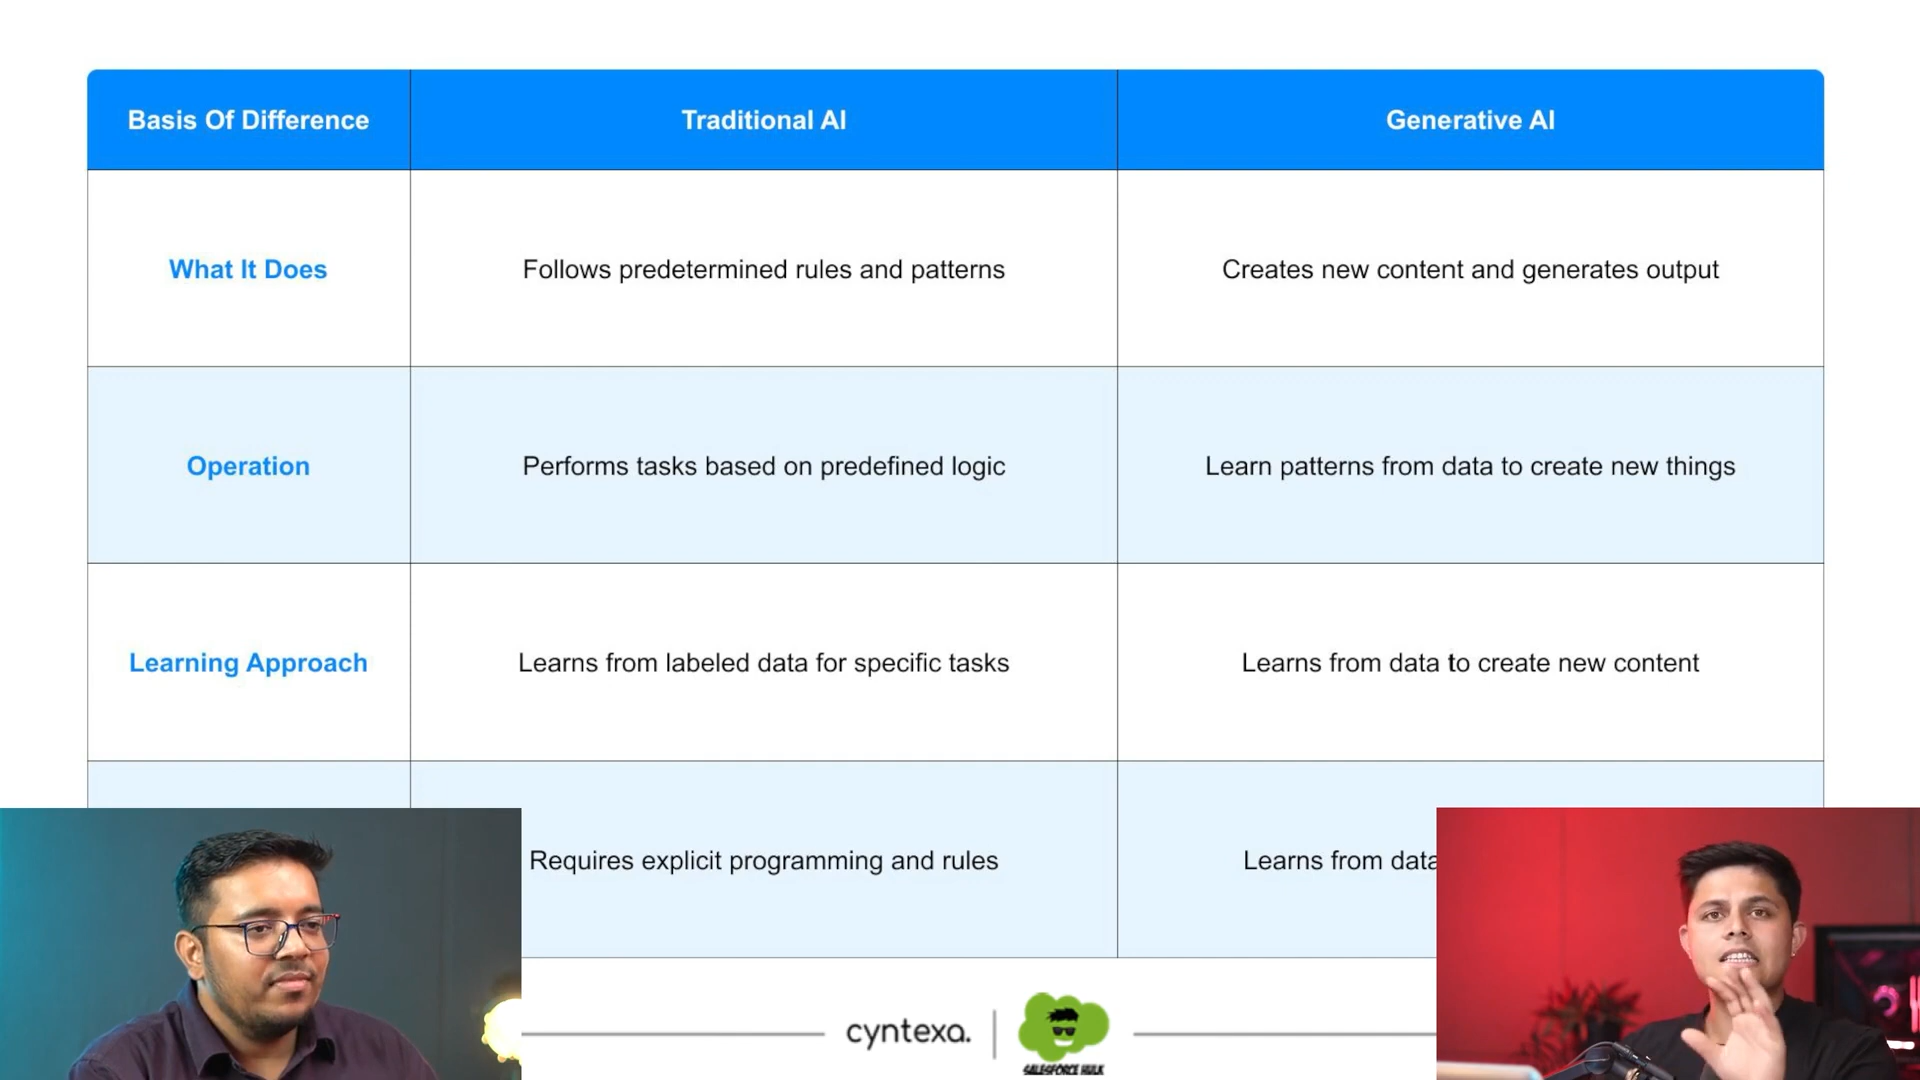 Basis Of Difference
Traditional AI
Generative AI
What It Does
Follows predetermined rules and patterns
Creates new content and generates output
Operation
Performs tasks based on predefined logic
Learn patterns from data to create new things
Learning Approach
Learns from labeled data for specific tasks
Learns from data to create new content
Requires explicit programming and rules
Learns from data
cyntexa.
SALESFORCE HULK